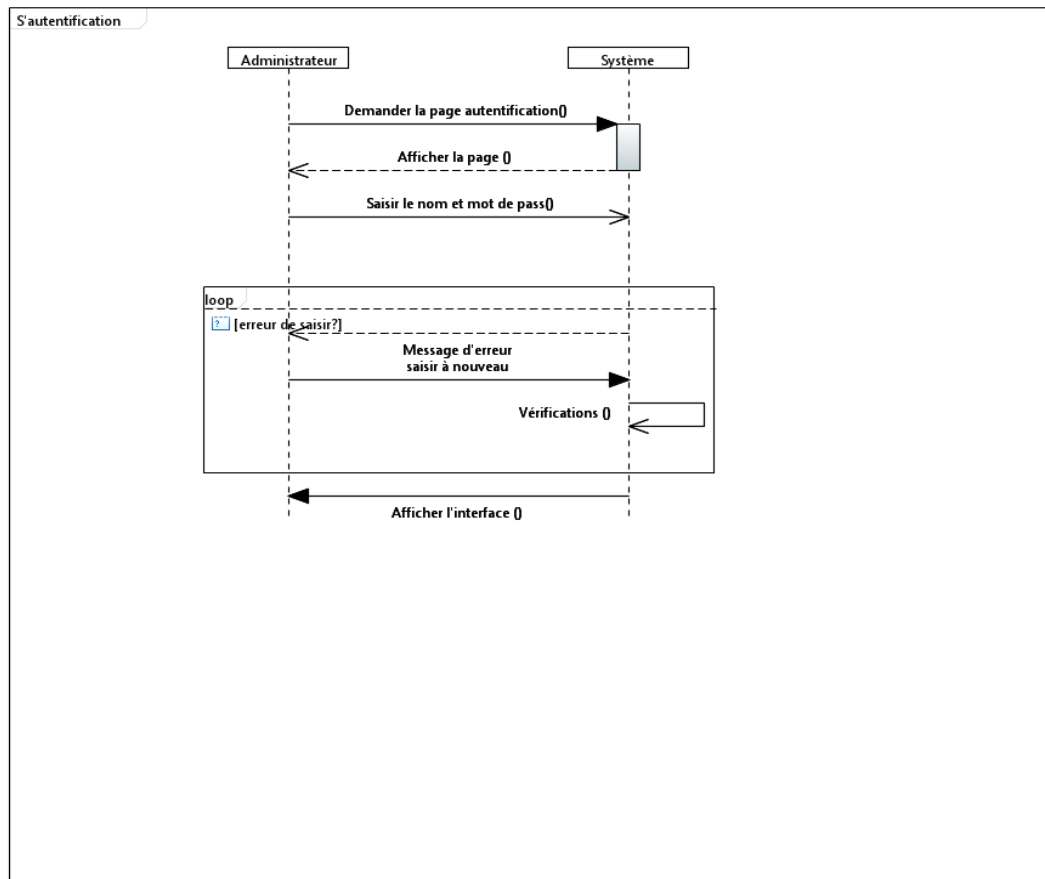 S'autentification
Administrateur
Système
Demander la page autentification()
Afficher la page ()
Saisir le nom et mot de pass()
loop
[erreur de saisir?]
Message d'erreur
saisir à nouveau
Vérifications ()
Afficher l'interface ()